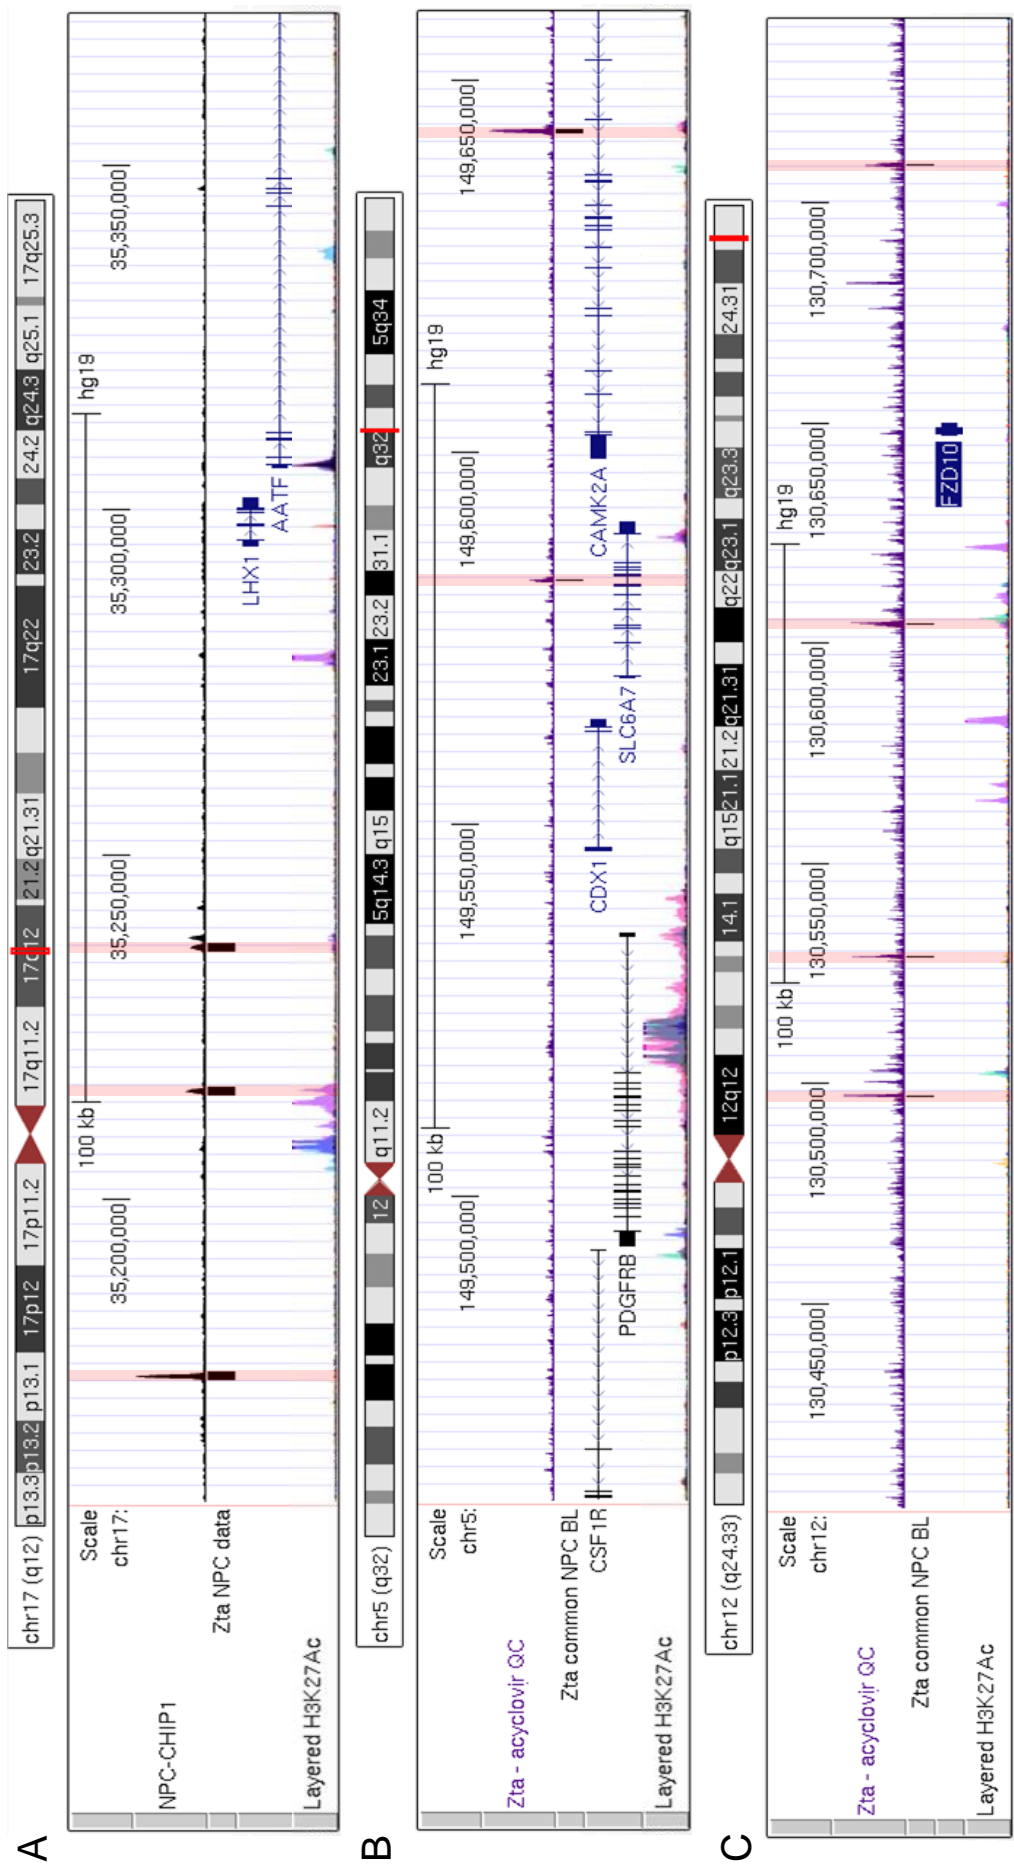 A
chr17 (q12) p13.3 p13.2 p13.1 17p12 17p11.2 17q11.2 17q12 21.2 q21.31 17q22 23.2 24.2 q24.3 q25.1 17q25.3
Scale 100 kb hg19
chr17: 35,200,000 35,250,000 35,300,000 35,350,000
NPC-CHIP1
Zta NPC data
LHX1
AATF
Layered H3K27Ac
B
chr5 (q32) 12 q11.2 5q14.3 q15 23.1 23.2 31.1 q32 5q34
Scale 100 kb hg19
chr5: 149,500,000 149,550,000 149,600,000 149,650,000
Zta - acyclovir QC
Zta common NPC BL
CSF1R CDX1 CAMK2A
PDGFRB SLC6A7
Layered H3K27Ac
C
chr12 (q24.33) p12.3 p12.1 12q12 14.1 q15 21.1 21.2 q21.31 q22 q23.1 q23.3 24.31
Scale 100 kb hg19
chr12: 130,450,000 130,500,000 130,550,000 130,600,000 130,650,000 130,700,000
Zta - acyclovir QC
Zta common NPC BL
FZD10
Layered H3K27Ac